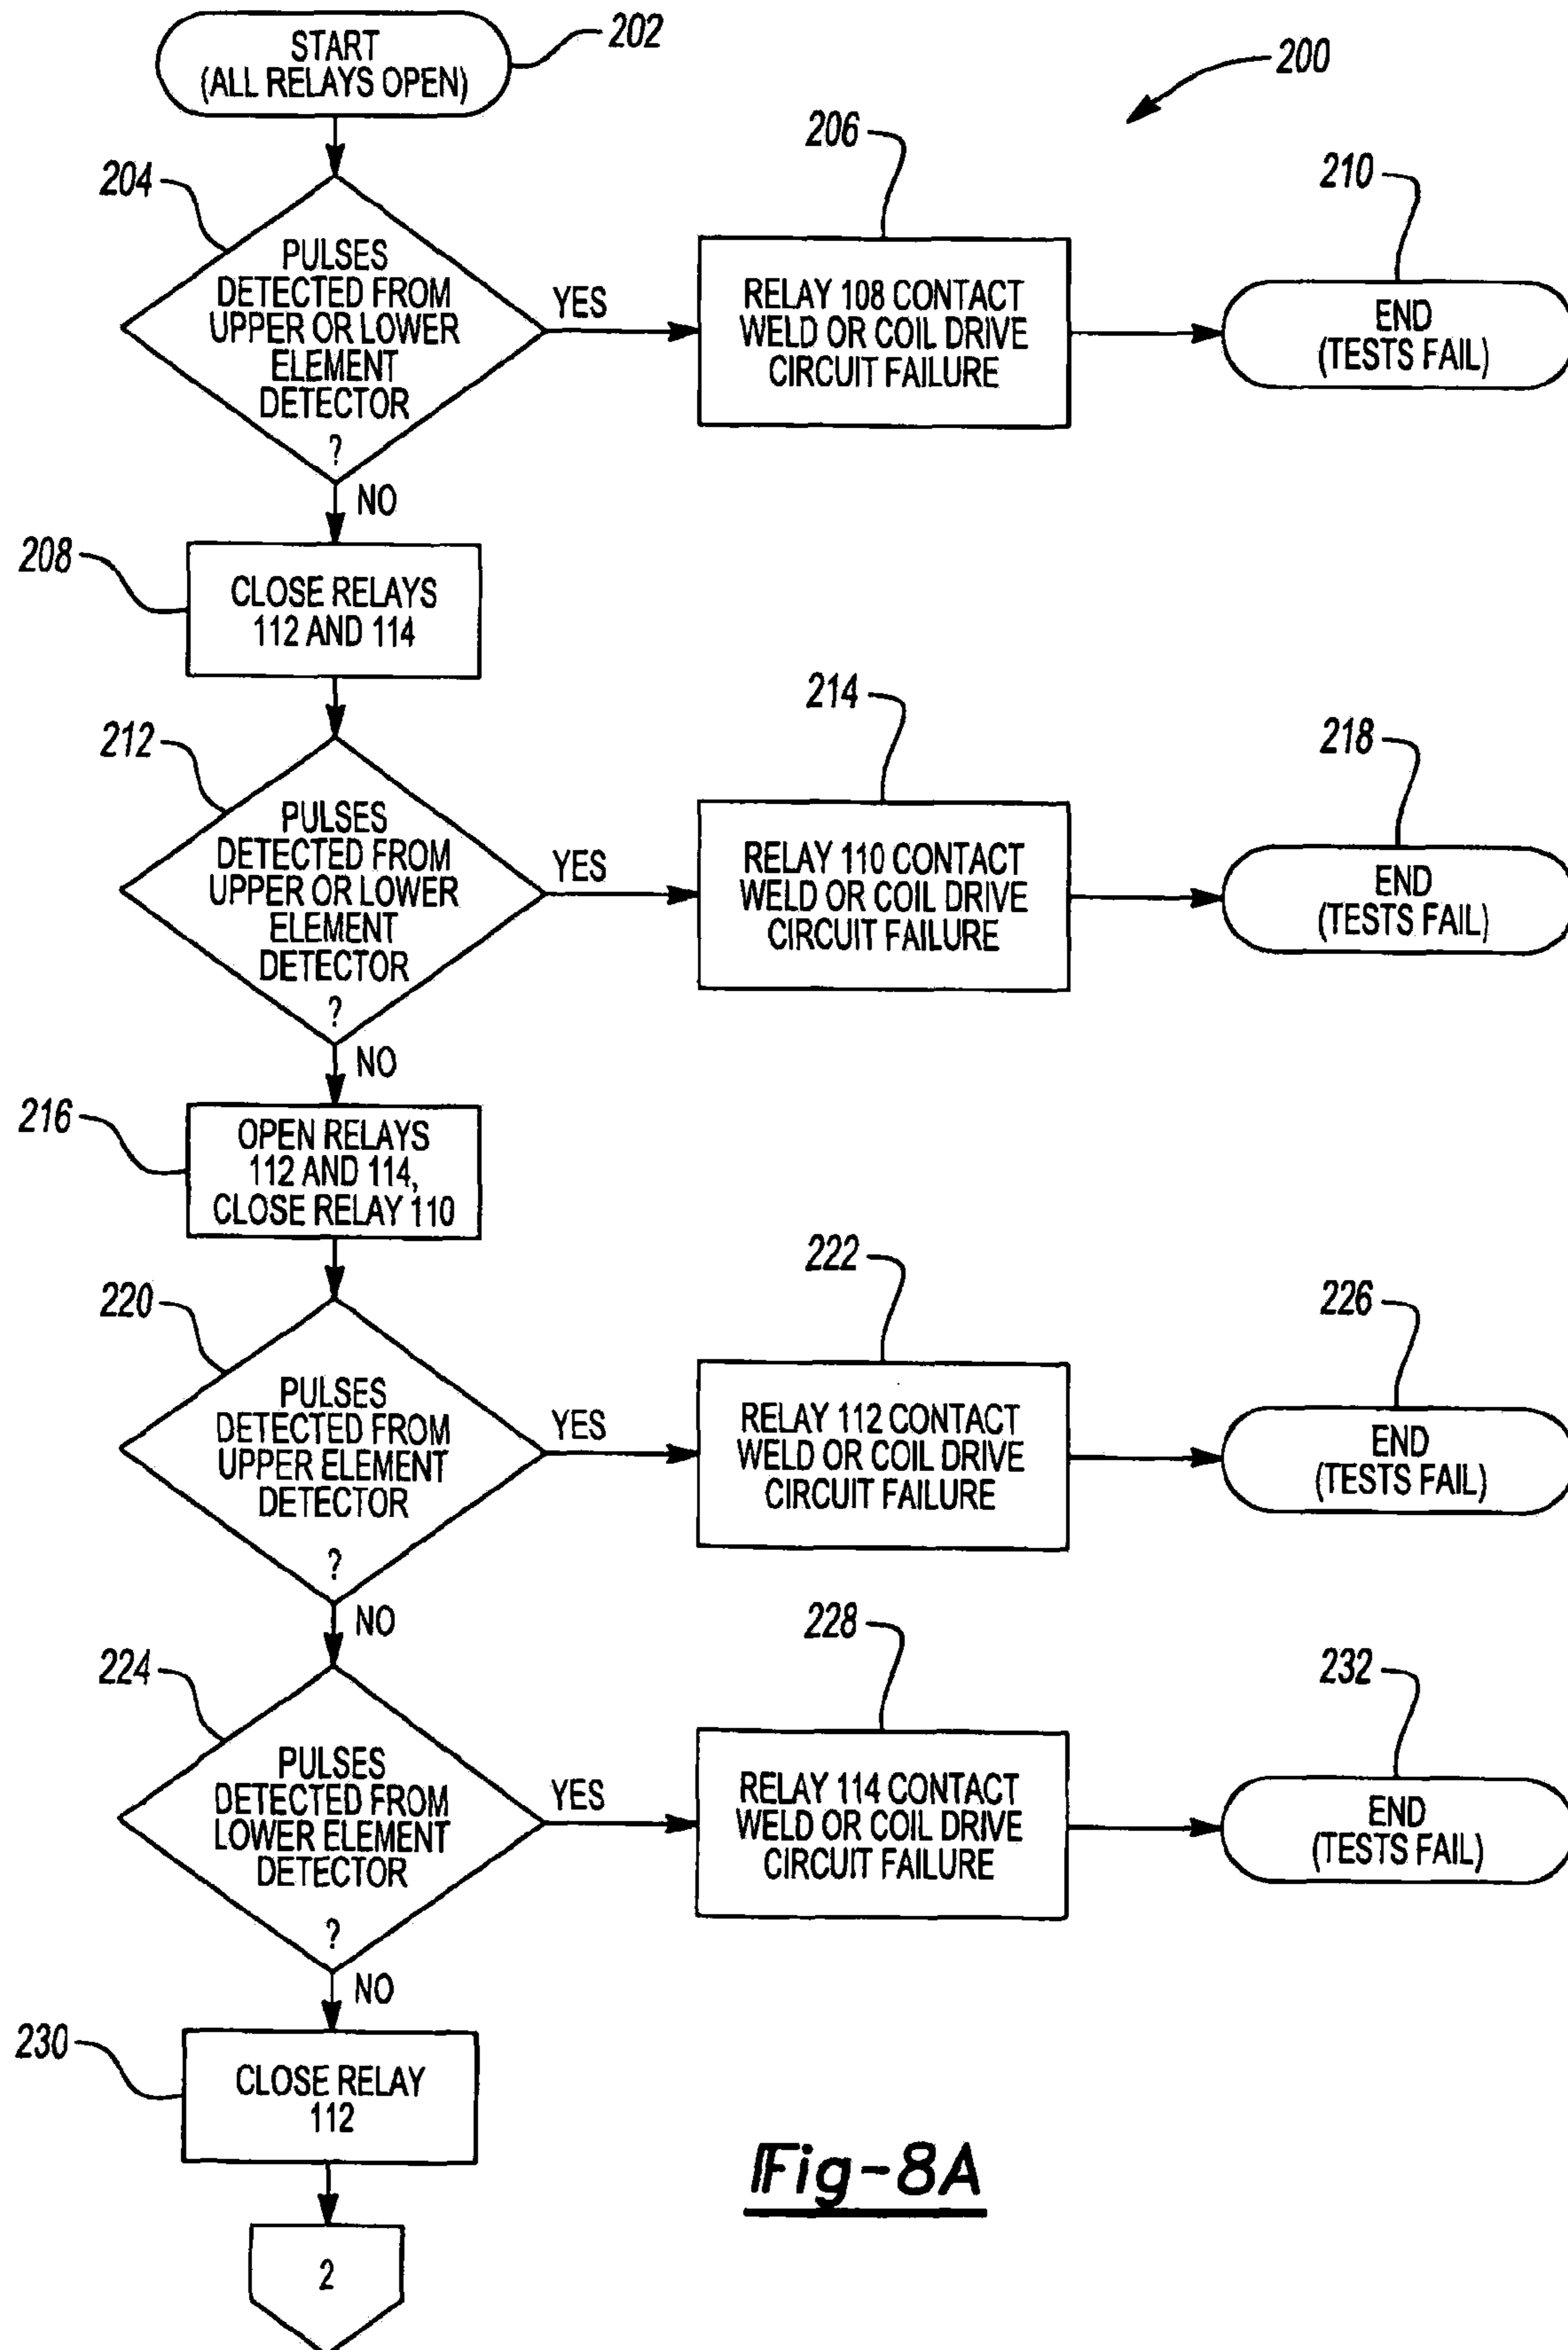 START
(ALL RELAYS OPEN)
202
200
204
PULSES
DETECTED FROM
UPPER OR LOWER
ELEMENT
DETECTOR
?
YES
206
RELAY 108 CONTACT
WELD OR COIL DRIVE
CIRCUIT FAILURE
210
END
(TESTS FAIL)
NO
208
CLOSE RELAYS
112 AND 114
212
PULSES
DETECTED FROM
UPPER OR LOWER
ELEMENT
DETECTOR
?
YES
214
RELAY 110 CONTACT
WELD OR COIL DRIVE
CIRCUIT FAILURE
218
END
(TESTS FAIL)
NO
216
OPEN RELAYS
112 AND 114,
CLOSE RELAY 110
220
PULSES
DETECTED FROM
UPPER ELEMENT
DETECTOR
?
YES
222
RELAY 112 CONTACT
WELD OR COIL DRIVE
CIRCUIT FAILURE
226
END
(TESTS FAIL)
NO
224
PULSES
DETECTED FROM
LOWER ELEMENT
DETECTOR
?
YES
228
RELAY 114 CONTACT
WELD OR COIL DRIVE
CIRCUIT FAILURE
232
END
(TESTS FAIL)
NO
230
CLOSE RELAY
112
2
Fig-8A